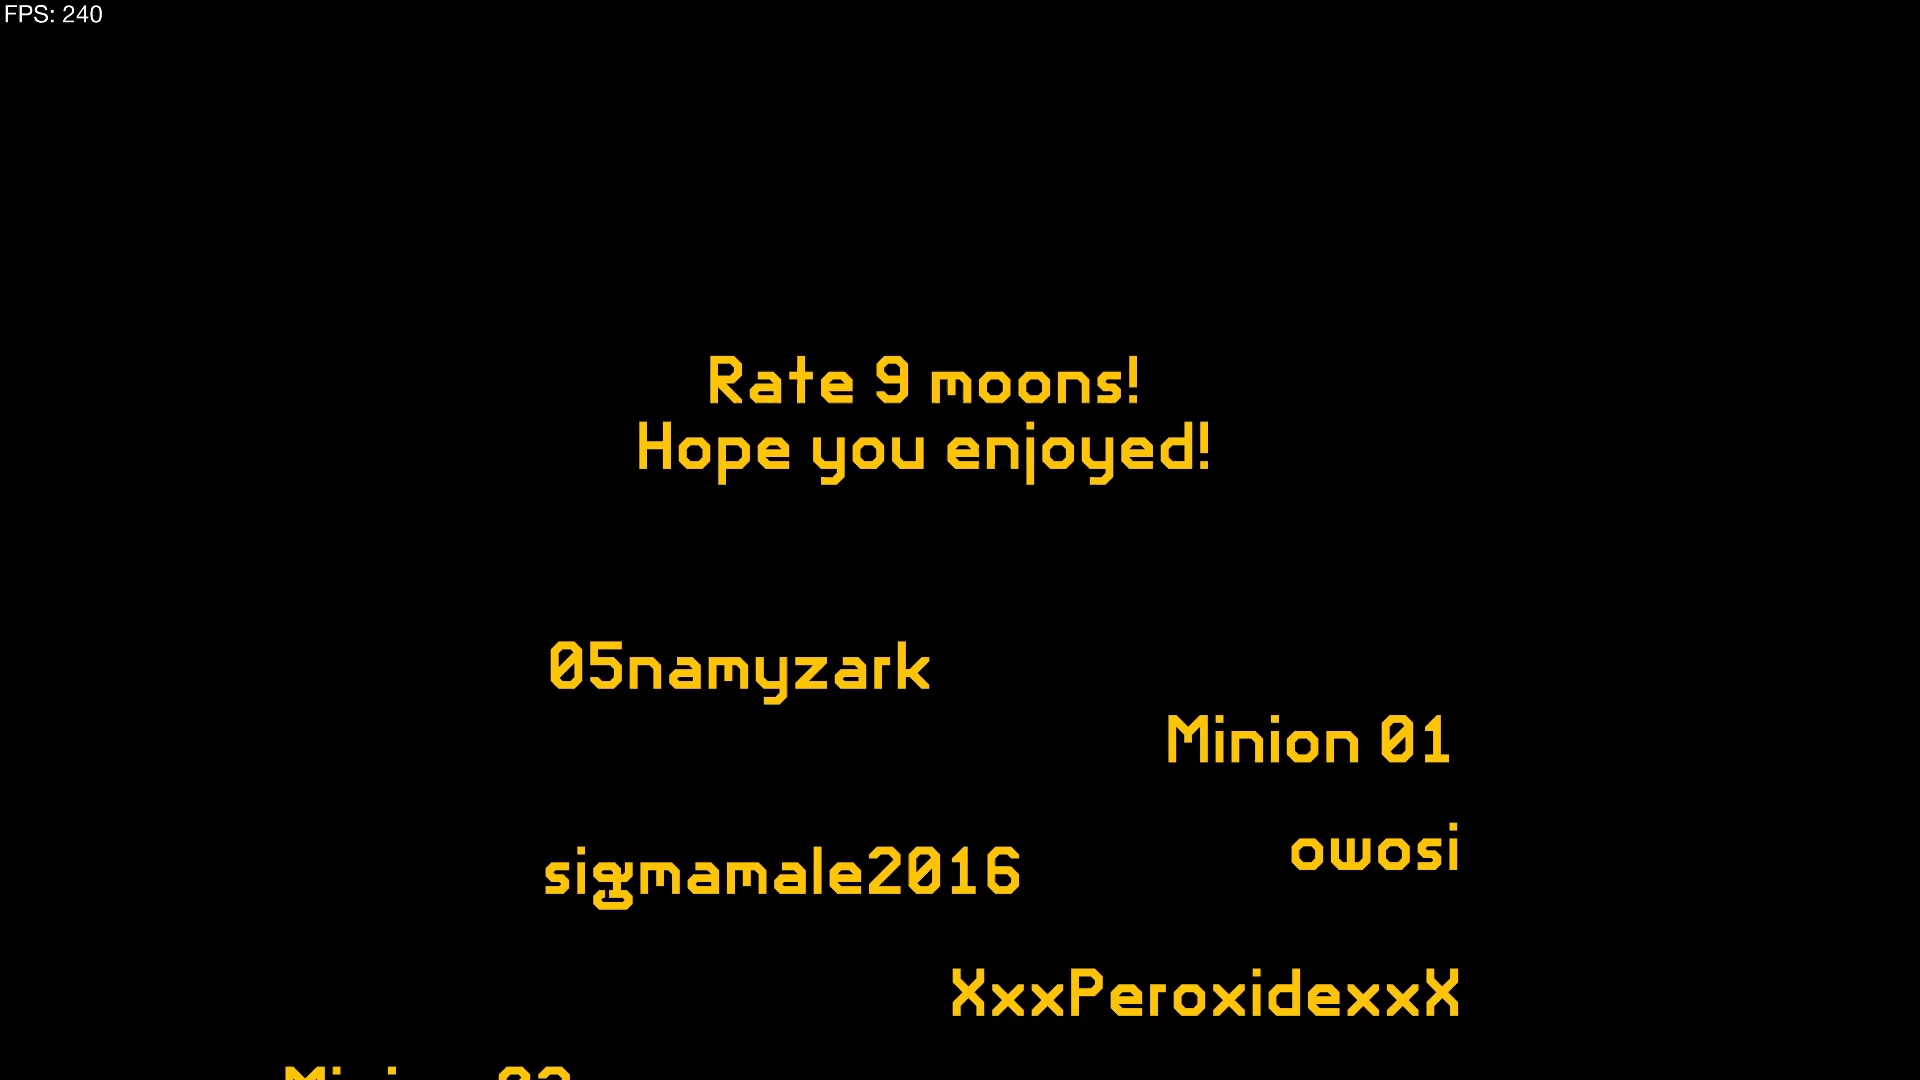 FPS: 240
Rate 9 moons!
Hope you enjoyed!
05namyzark
Minion 01
owosi
sigmamale2016
XxxPeroxidexxX